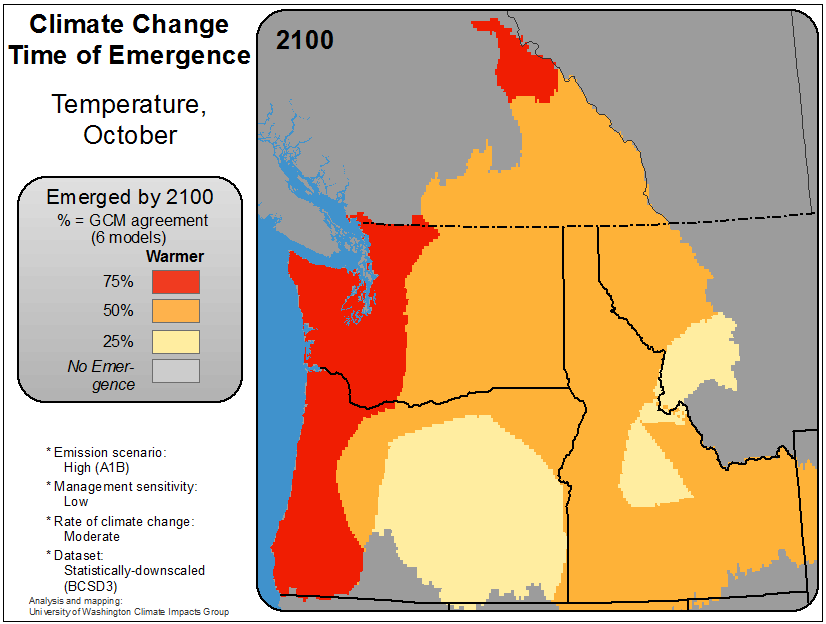 Climate Change
Time of Emergence
Temperature,
October
Emerged by 2100
% = GCM agreement
(6 models)
Warmer
75%
50%
25%
No Emer-
gence
* Emission scenario:
High (A1B)
* Management sensitivity:
Low
* Rate of climate change:
Moderate
* Dataset:
Statistically-downscaled
(BCSD3)
Analysis and mapping:
University of Washington Climate Impacts Group
2100